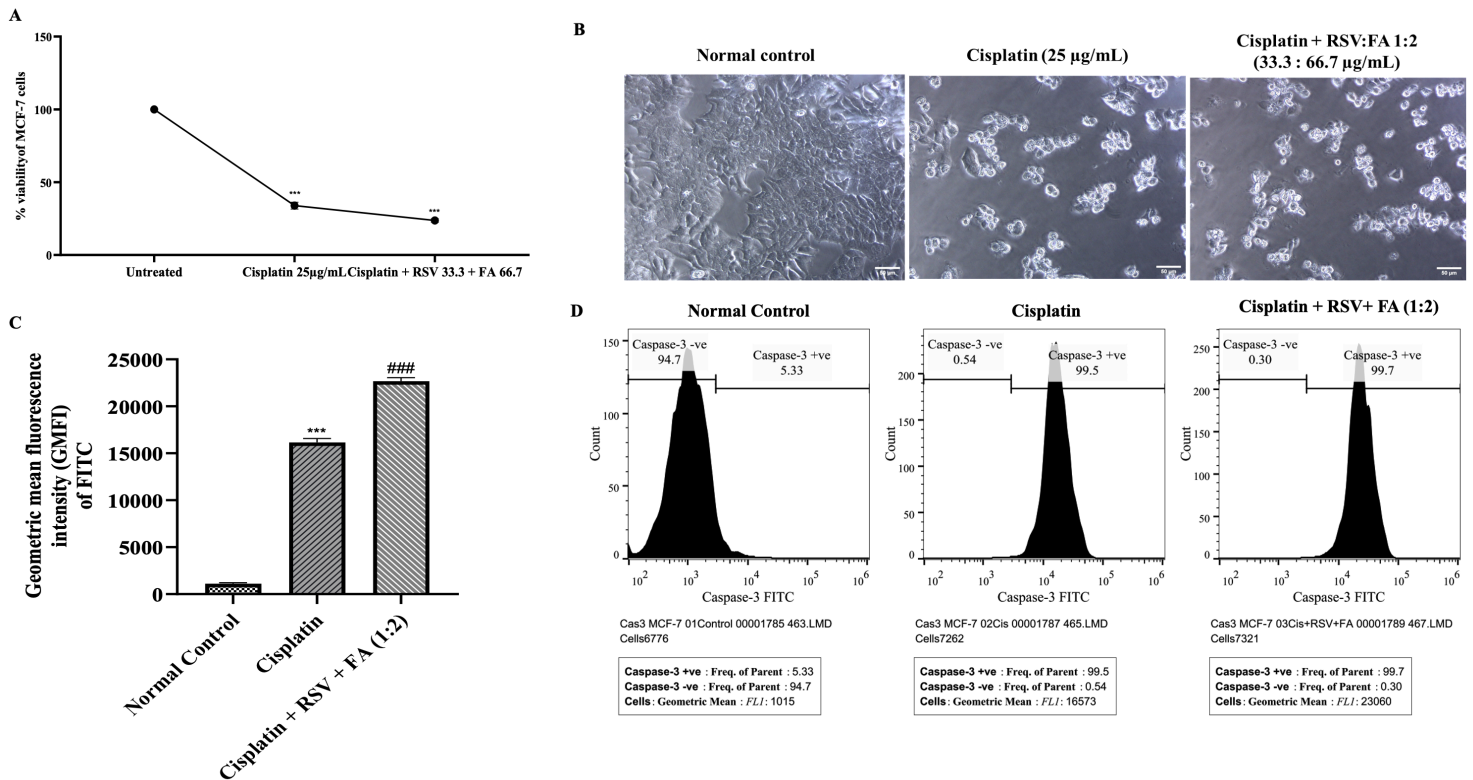 A
150
100
50
0
% viabilityof MCF-7 cells
***
***
Untreated
Cisplatin 25µg/mL
Cisplatin + RSV 33.3 + FA 66.7
B
Normal control
Cisplatin (25 µg/mL)
Cisplatin + RSV:FA 1:2
(33.3 : 66.7 µg/mL)
50 µm
50 µm
50 µm
C
Geometric mean fluorescence
intensity (GMFI)
of FITC
25000
20000
15000
10000
5000
0
***
###
Normal Control
Cisplatin
Cisplatin + RSV + FA (1:2)
D
Normal Control
Caspase-3 -ve
94.7
Caspase-3 +ve
5.33
150
100
50
0
Count
10² 10³ 10⁴ 10⁵ 10⁶
Caspase-3 FITC
Cas3 MCF-7 01Control 00001785 463.LMD
Cells6776
Caspase-3 +ve : Freq. of Parent : 5.33
Caspase-3 -ve : Freq. of Parent : 94.7
Cells : Geometric Mean : FL1 : 1015
Cisplatin
Caspase-3 -ve
0.54
Caspase-3 +ve
99.5
200
150
100
50
0
Count
10² 10³ 10⁴ 10⁵ 10⁶
Caspase-3 FITC
Cas3 MCF-7 02Cis 00001787 465.LMD
Cells7262
Caspase-3 +ve : Freq. of Parent : 99.5
Caspase-3 -ve : Freq. of Parent : 0.54
Cells : Geometric Mean : FL1 : 16573
Cisplatin + RSV+ FA (1:2)
Caspase-3 -ve
0.30
Caspase-3 +ve
99.7
250
200
150
100
50
0
Count
10² 10³ 10⁴ 10⁵ 10⁶
Caspase-3 FITC
Cas3 MCF-7 03Cis+RSV+FA 00001789 467.LMD
Cells7321
Caspase-3 +ve : Freq. of Parent : 99.7
Caspase-3 -ve : Freq. of Parent : 0.30
Cells : Geometric Mean : FL1 : 23060